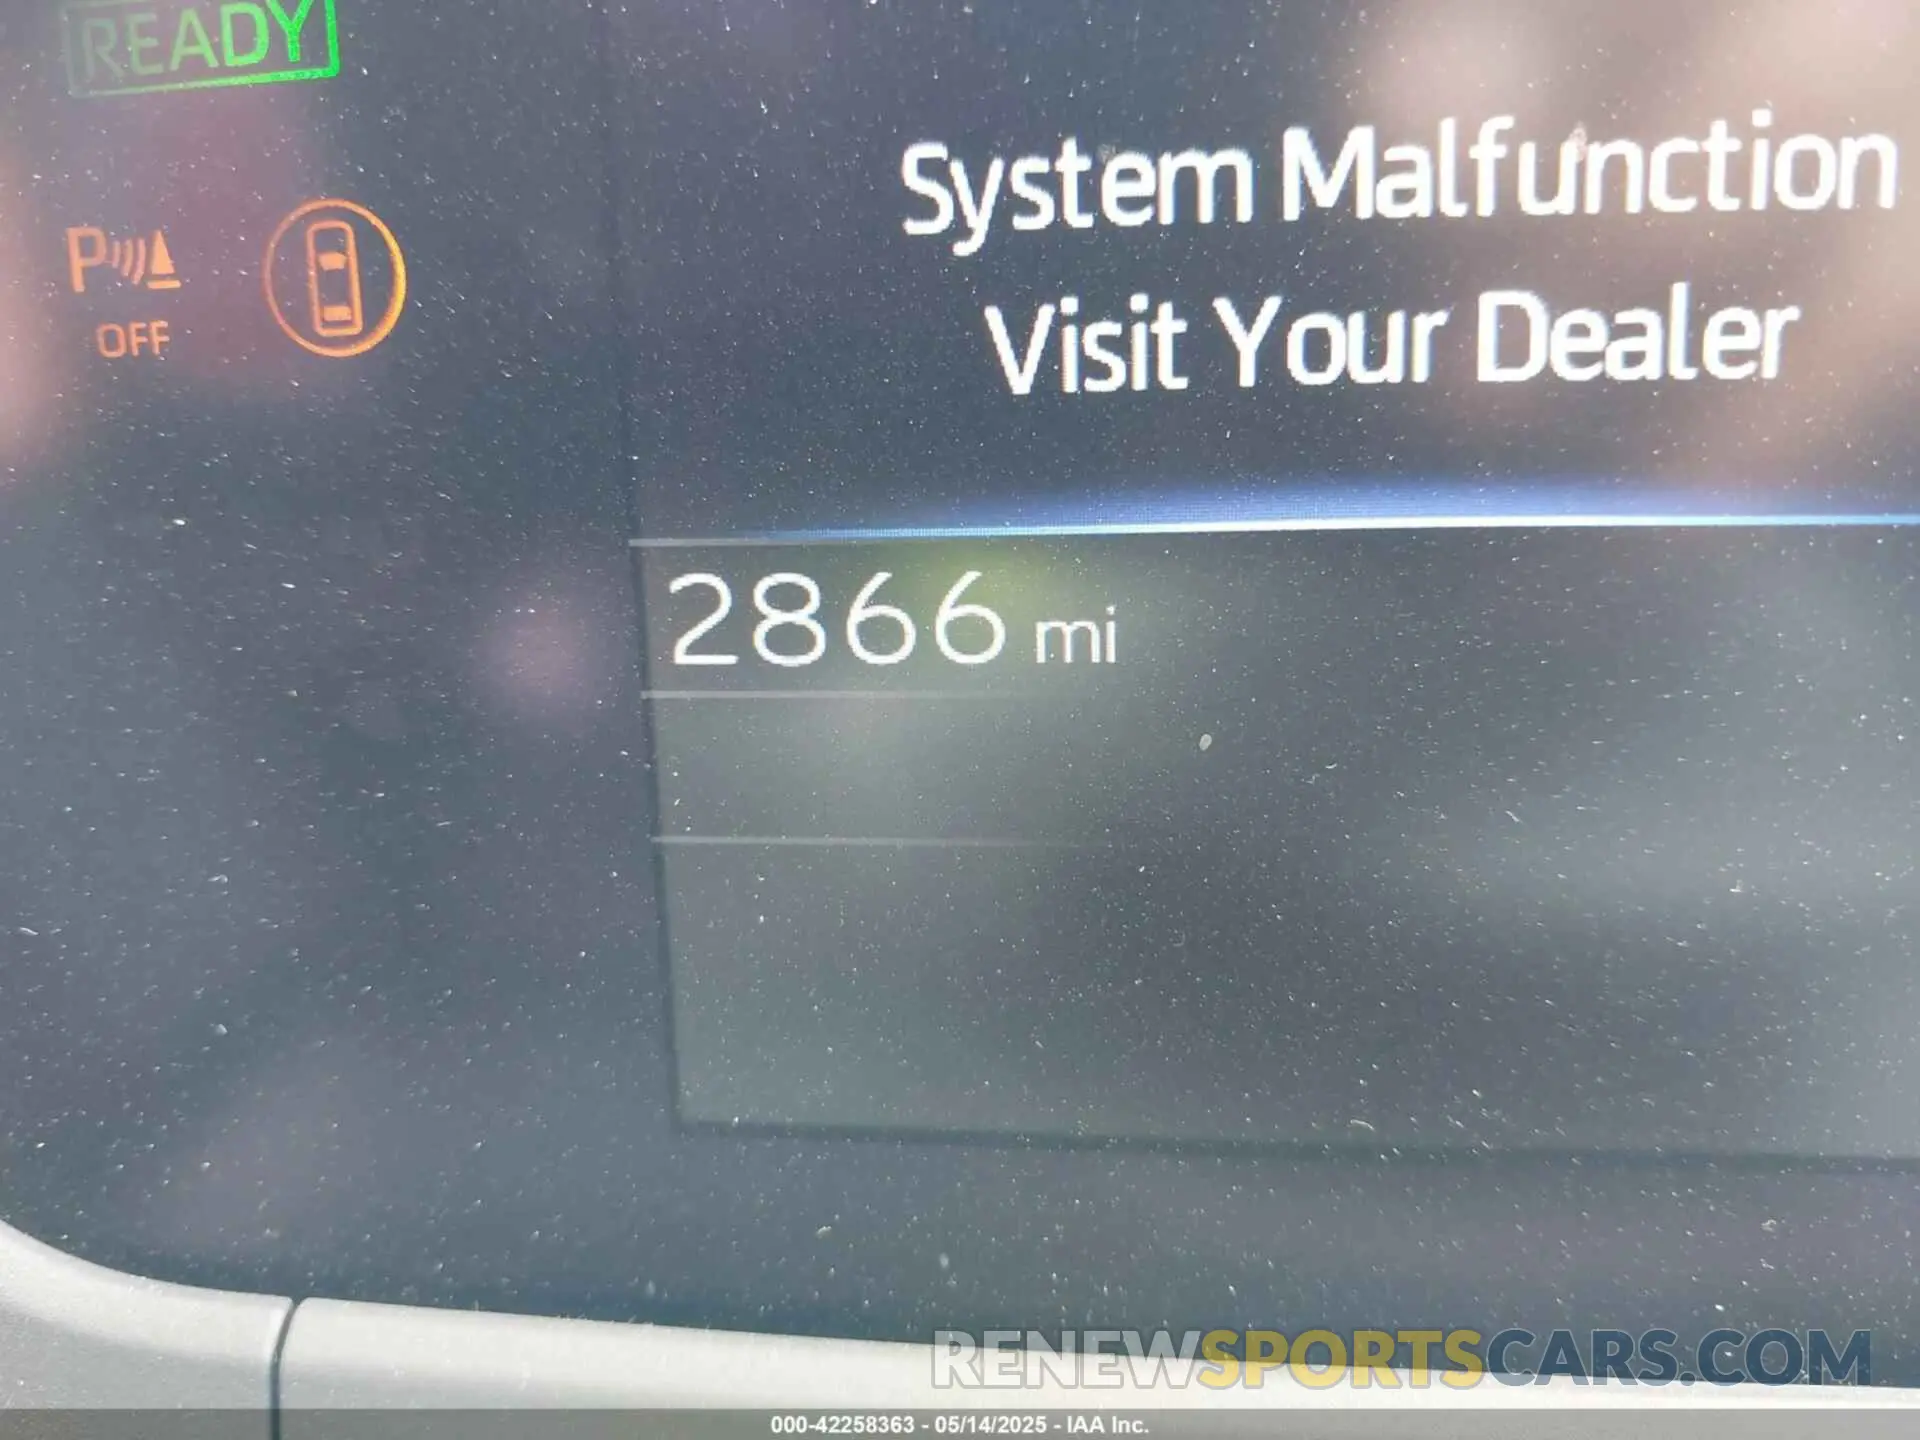 READY
System Malfunction
Visit Your Dealer
P
OFF
2866 mi
RENEWSPORTSCARS.COM
000-42258363 - 05/14/2025 - IAA Inc.